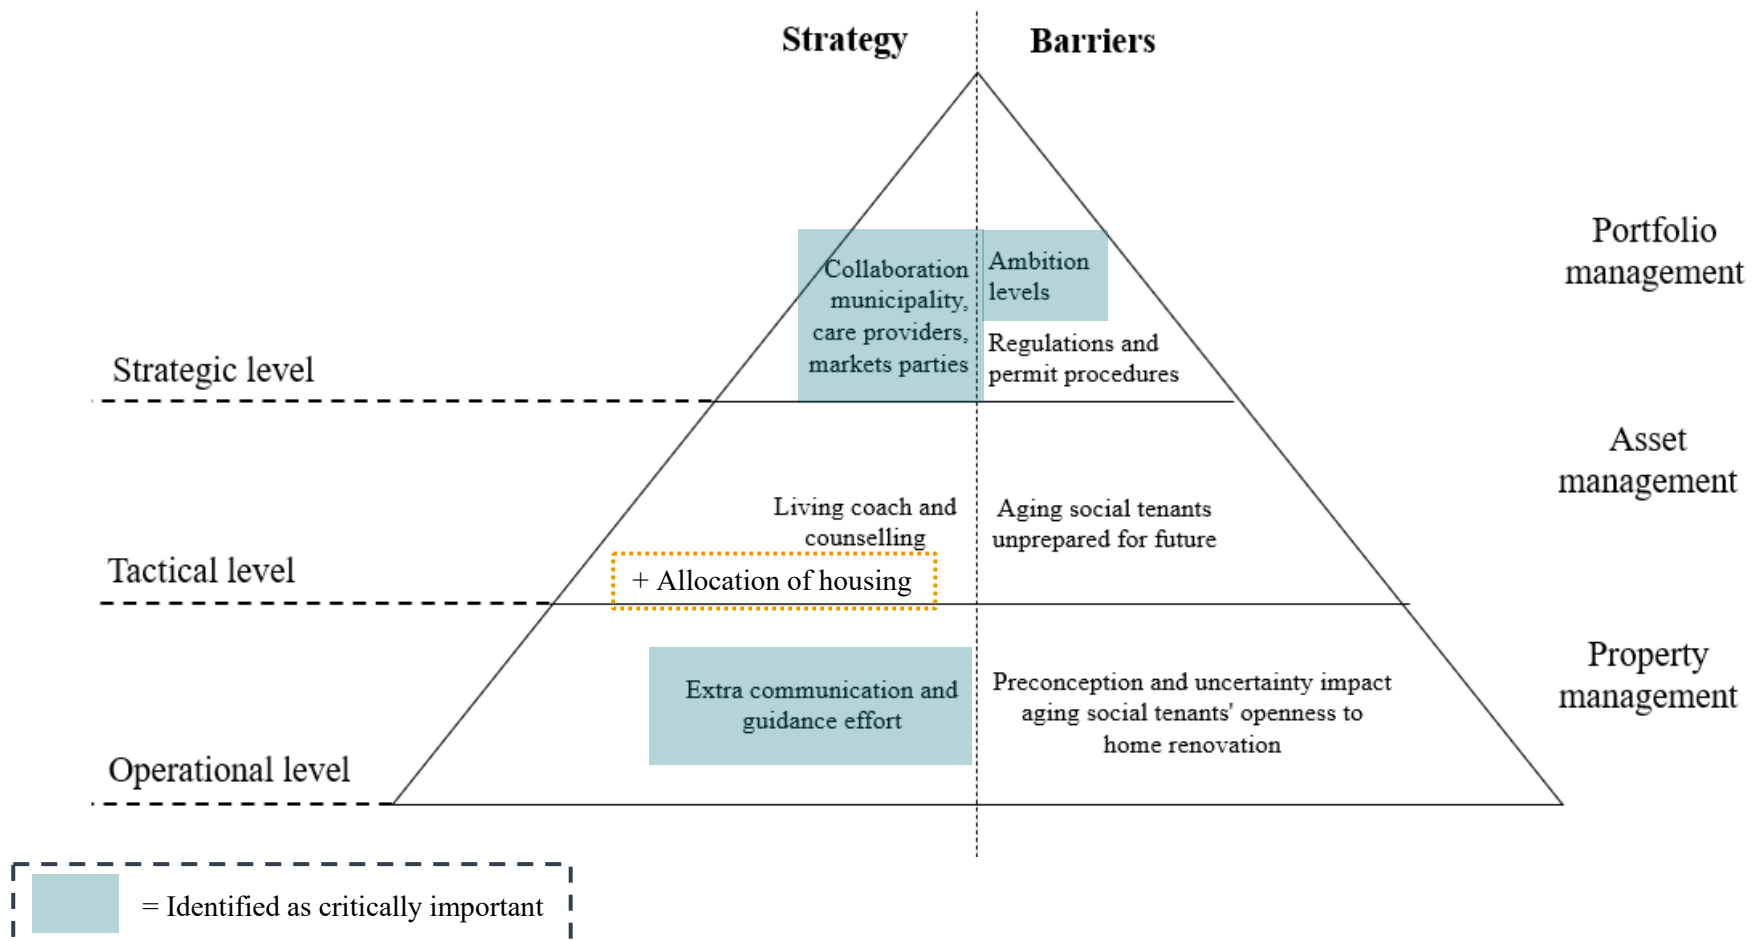 Strategy
Barriers
Portfolio
management
Collaboration
municipality,
care providers,
markets parties
Ambition
levels
Regulations and
permit procedures
Strategic level
Asset
management
Living coach and
counselling
+ Allocation of housing
Aging social tenants
unprepared for future
Tactical level
Property
management
Extra communication and
guidance effort
Preconception and uncertainty impact
aging social tenants' openness to
home renovation
Operational level
= Identified as critically important